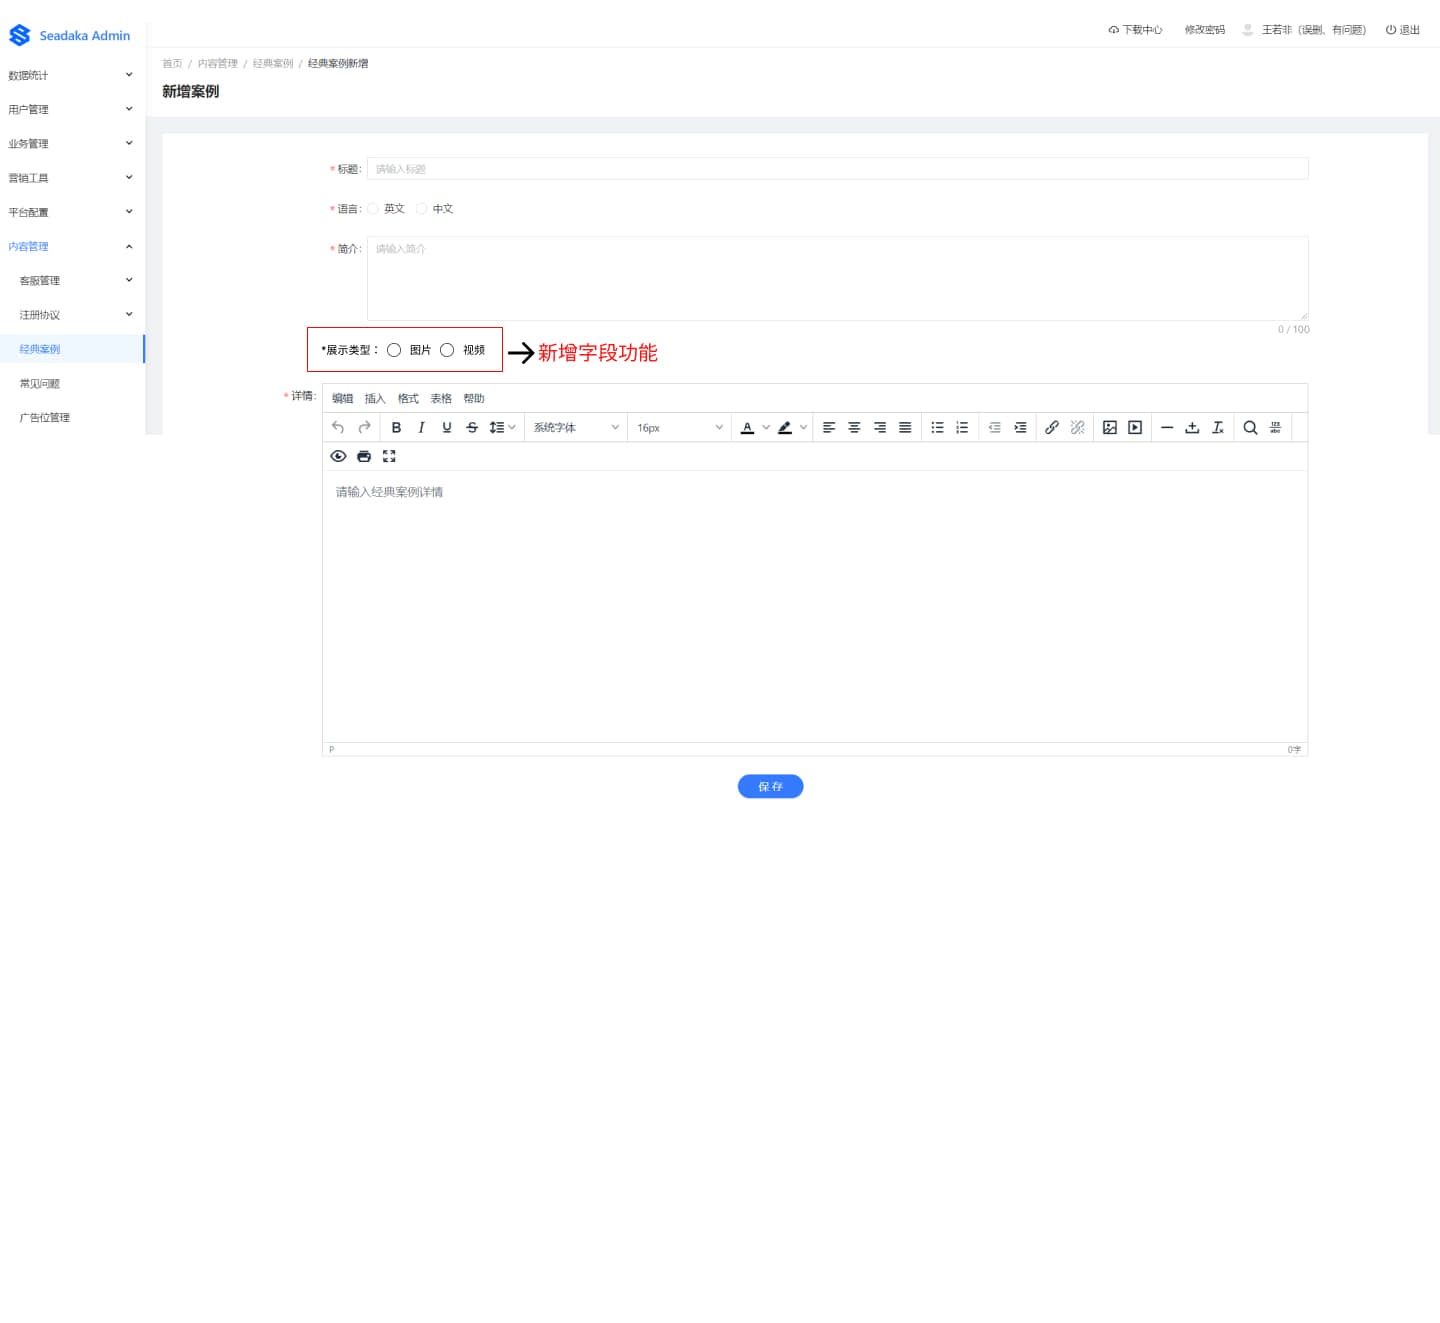 Seadaka Admin
下载中心 修改密码 王若非（误删、有问题） 退出
首页 / 内容管理 / 经典案例 / 经典案例新增
新增案例
数据统计
用户管理
业务管理
营销工具
平台配置
内容管理
客服管理
注册协议
经典案例
常见问题
广告位管理
* 标题: 请输入标题
* 语言: 英文 中文
* 简介: 请输入简介
0 / 100
*展示类型： 图片 视频
新增字段功能
* 详情: 编辑 插入 格式 表格 帮助
系统字体 16px
请输入经典案例详情
P 0字
保 存